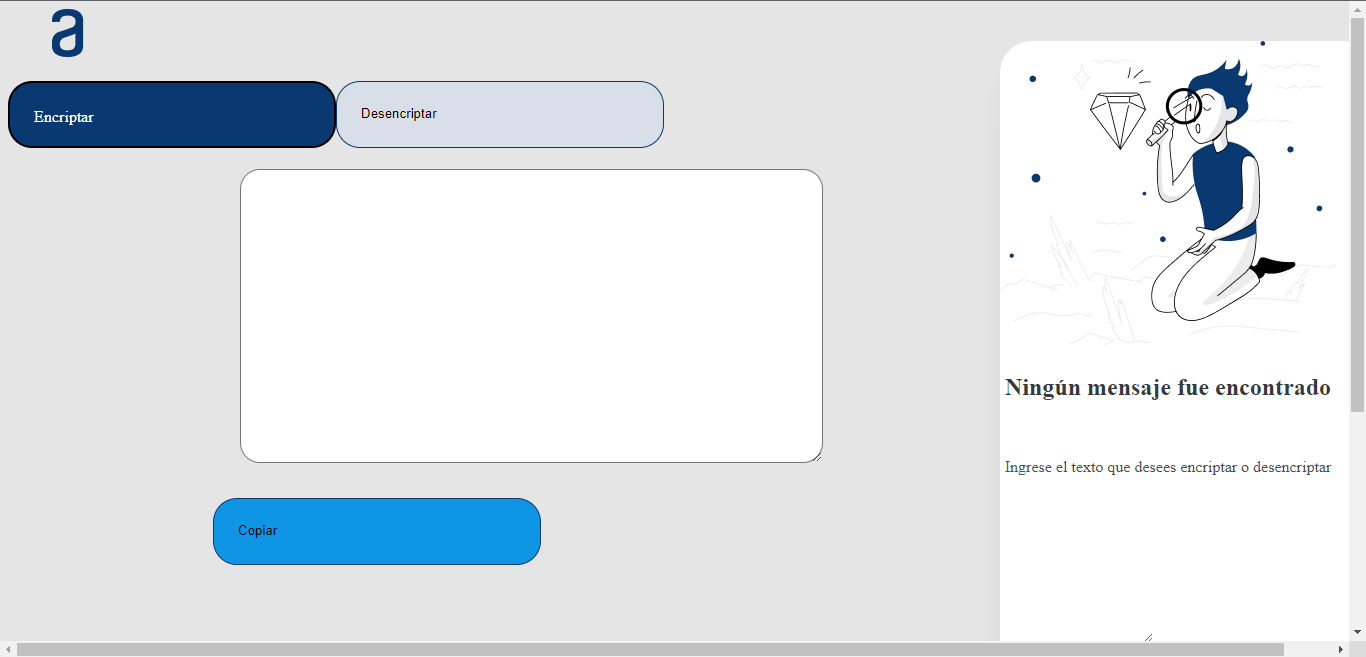 a
Encriptar
Desencriptar
Copiar
Ningún mensaje fue encontrado
Ingrese el texto que desees encriptar o desencriptar